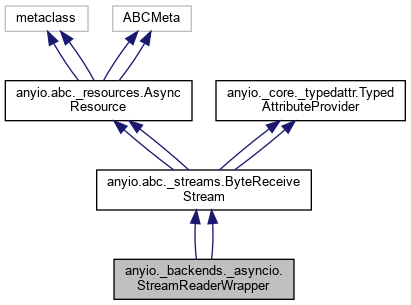 metaclass
ABCMeta
anyio.abc._resources.Async
Resource
anyio._core._typedattr.Typed
AttributeProvider
anyio.abc._streams.ByteReceive
Stream
anyio._backends._asyncio.
StreamReaderWrapper